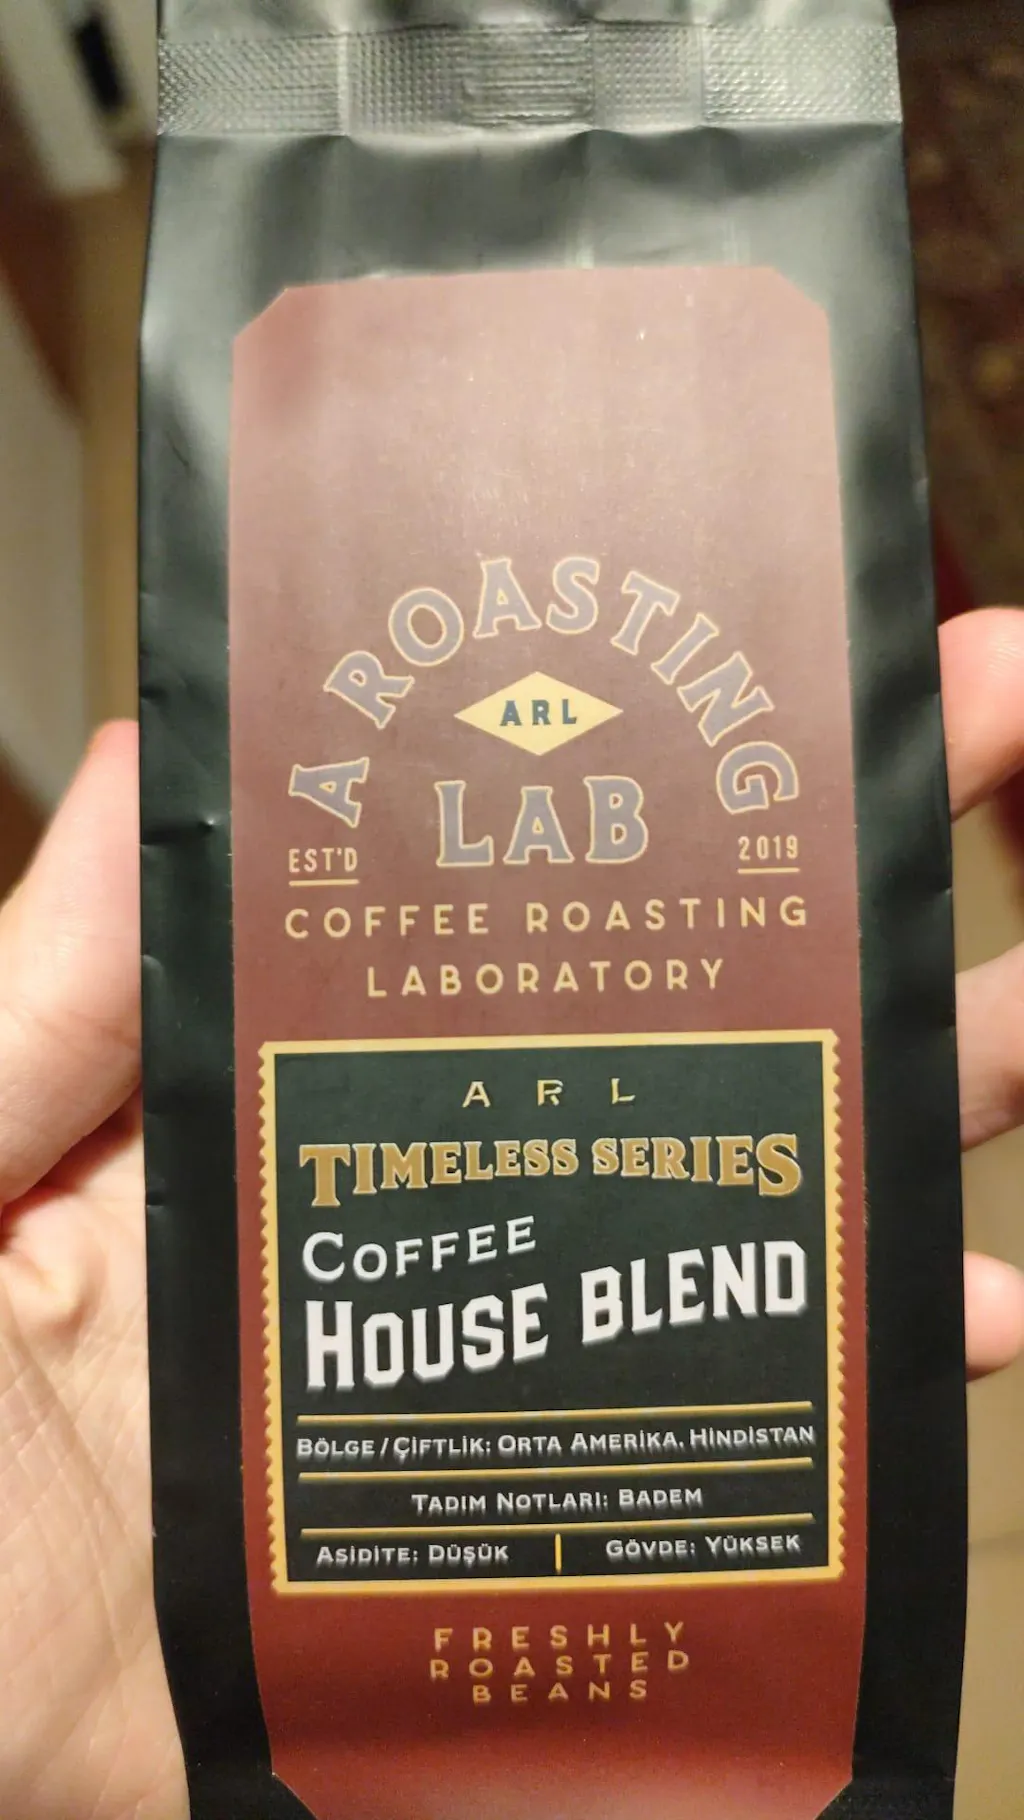 A ROASTING
ARL
LAB
EST'D 2019
COFFEE ROASTING
LABORATORY
ARL
TIMELESS SERIES
COFFEE
HOUSE BLEND
BÖLGE / ÇİFTLİK: ORTA AMERİKA, HİNDİSTAN
TADIM NOTLARI: BADEM
ASİDİTE: DÜŞÜK | GÖVDE: YÜKSEK
FRESHLY
ROASTED
BEANS